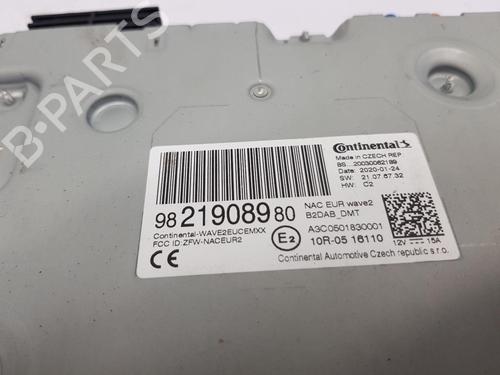 B-PARTS
Continental
Made in CZECH REP
BS...20030062189
Date: 2020-01-24
SW: 21.07.67.32
HW: C2
98 219089 80
NAC EUR wave2
B2DAB_DMT
Continental-WAVE2EUCEMXX
FCC ID:ZFW-NACEUR2
A3C0501830001
CE
E2
10R-05 16110
12V 15A
Continental Automotive Czech republic s.r.o.